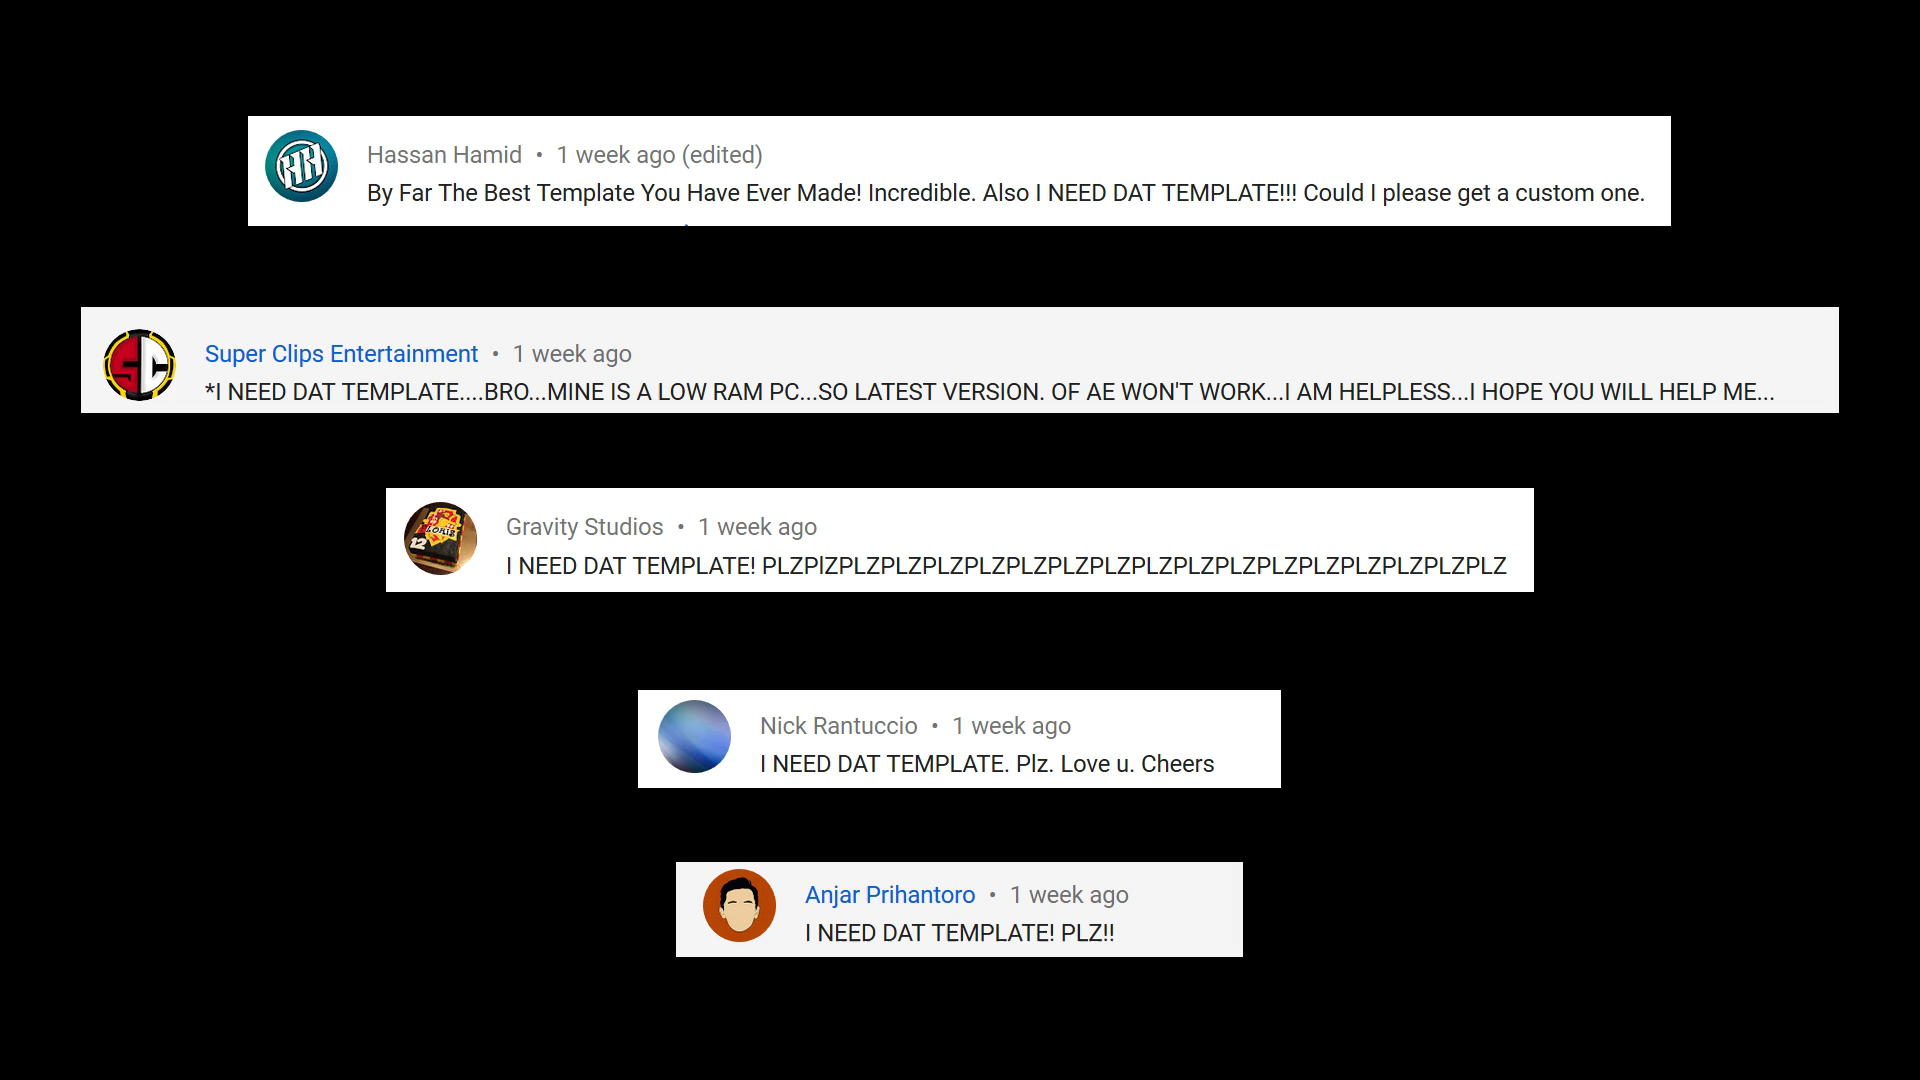 HH
Hassan Hamid • 1 week ago (edited)
By Far The Best Template You Have Ever Made! Incredible. Also I NEED DAT TEMPLATE!!! Could I please get a custom one.
SC
Super Clips Entertainment • 1 week ago
*I NEED DAT TEMPLATE....BRO...MINE IS A LOW RAM PC...SO LATEST VERSION. OF AE WON'T WORK...I AM HELPLESS...I HOPE YOU WILL HELP ME...
LORIS
12
Gravity Studios • 1 week ago
I NEED DAT TEMPLATE! PLZPlZPLZPLZPLZPLZPLZPLZPLZPLZPLZPLZPLZPLZPLZPLZPLZPLZ
Nick Rantuccio • 1 week ago
I NEED DAT TEMPLATE. Plz. Love u. Cheers
Anjar Prihantoro • 1 week ago
I NEED DAT TEMPLATE! PLZ!!